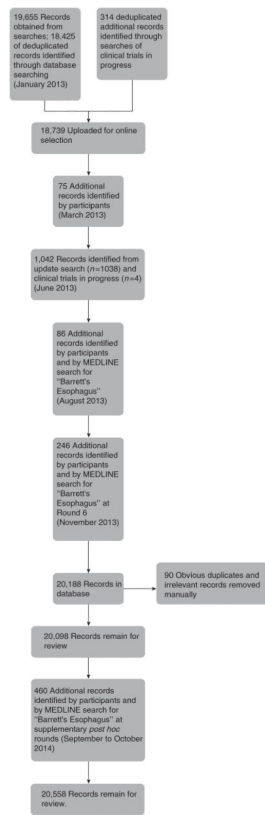 19,655 Records
obtained from
searches; 18,425
of deduplicated
records identified
through database
searching
(January 2013)
314 deduplicated
additional records
identified through
searches of
clinical trials in
progress
18,739 Uploaded for online
selection
75 Additional
records identified
by participants
(March 2013)
1,042 Records identified from
update search (n=1038) and
clinical trials in progress (n=4)
(June 2013)
86 Additional
records identified
by participants
and by MEDLINE
search for
"Barrett's
Esophagus"
(August 2013)
246 Additional
records identified
by participants
and by MEDLINE
search for
"Barrett's
Esophagus" at
Round 6
(November 2013)
20,188 Records in
database
90 Obvious duplicates and
irrelevant records removed
manually
20,098 Records remain for
review
460 Additional records
identified by participants and
by MEDLINE search for
"Barrett's Esophagus" at
supplementary post hoc
rounds (September to October
2014)
20,558 Records remain for
review.